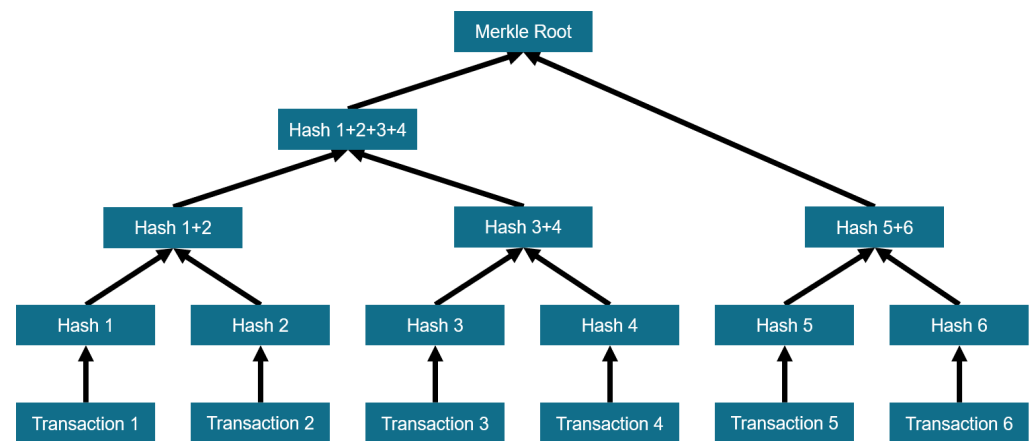 Merkle Root
Hash 1+2+3+4
Hash 1+2
Hash 3+4
Hash 5+6
Hash 1
Hash 2
Hash 3
Hash 4
Hash 5
Hash 6
Transaction 1
Transaction 2
Transaction 3
Transaction 4
Transaction 5
Transaction 6